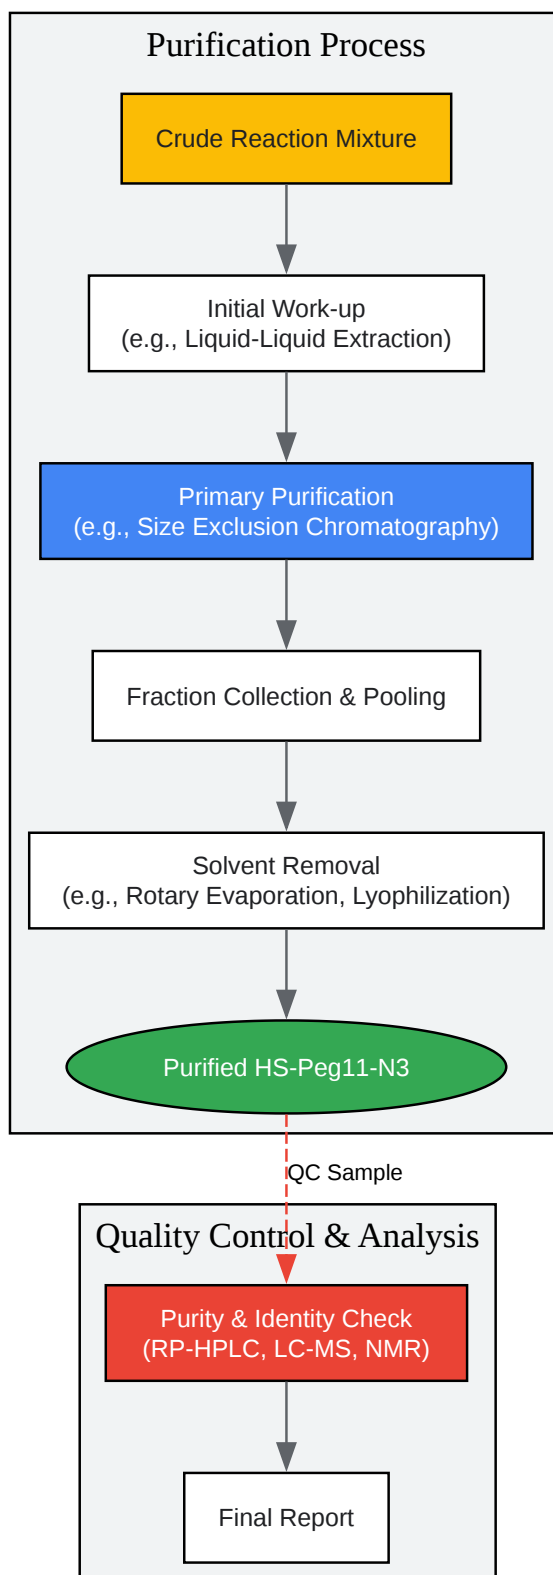 Purification Process
Crude Reaction Mixture
Initial Work-up
(e.g., Liquid-Liquid Extraction)
Primary Purification
(e.g., Size Exclusion Chromatography)
Fraction Collection & Pooling
Solvent Removal
(e.g., Rotary Evaporation, Lyophilization)
Purified HS-Peg11-N3
QC Sample
Quality Control & Analysis
Purity & Identity Check
(RP-HPLC, LC-MS, NMR)
Final Report